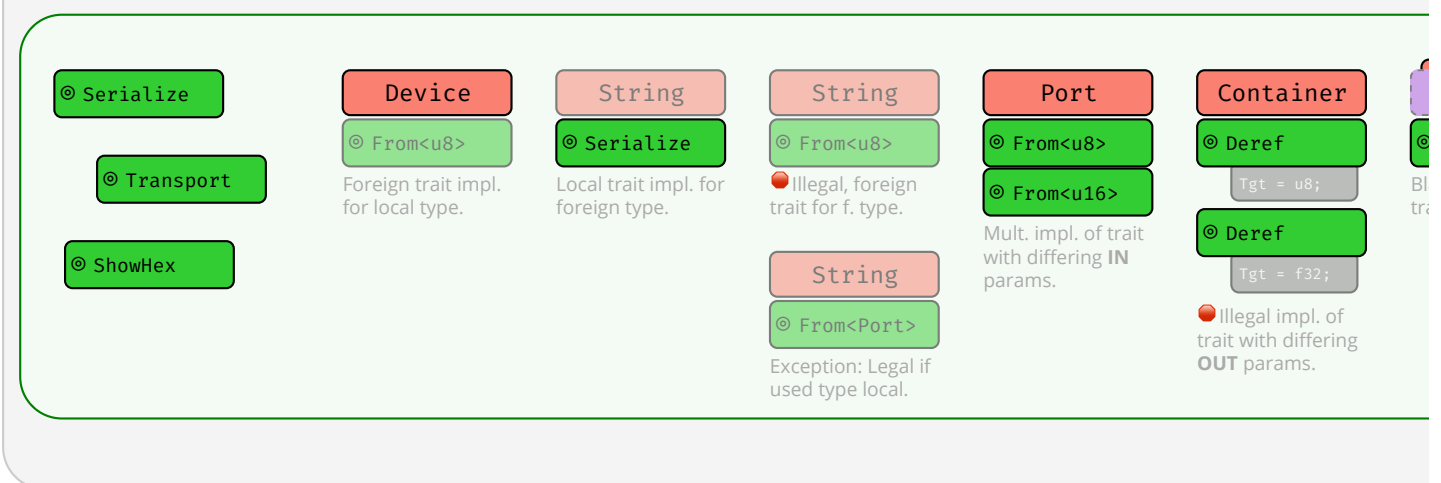 Serialize
Transport
ShowHex
Device
From<u8>
Foreign trait impl.
for local type.
String
Serialize
Local trait impl. for
foreign type.
String
From<u8>
Illegal, foreign
trait for f. type.
String
From<Port>
Exception: Legal if
used type local.
Port
From<u8>
From<u16>
Mult. impl. of trait
with differing IN
params.
Container
Deref
Tgt = u8;
Deref
Tgt = f32;
Illegal impl. of
trait with differing
OUT params.